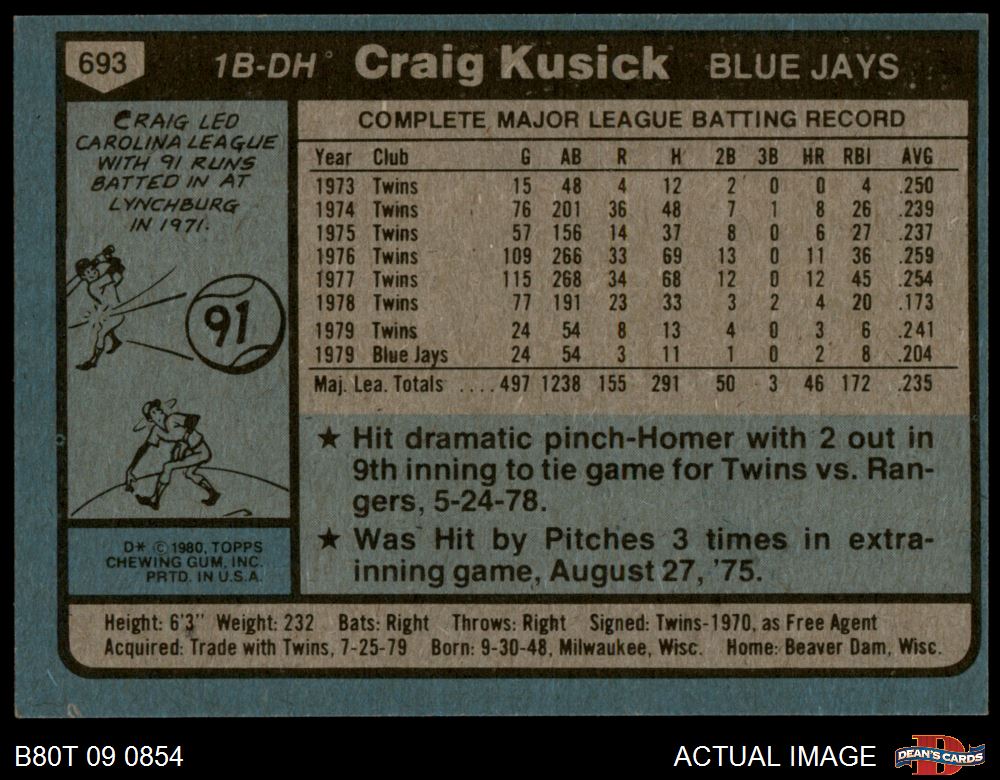 693 1B-DH° Craig Kusick BLUE JAYS
CRAIG LED
CAROLINA LEAGUE
WITH 91 RUNS
BATTED IN AT
LYNCHBURG
IN 1971.
91
D* © 1980, TOPPS
CHEWING GUM, INC.
PRTD. IN U.S.A.
COMPLETE MAJOR LEAGUE BATTING RECORD
Year Club G AB R H 2B 3B HR RBI AVG
1973 Twins 15 48 4 12 2 0 0 4 .250
1974 Twins 76 201 36 48 7 1 8 26 .239
1975 Twins 57 156 14 37 8 0 6 27 .237
1976 Twins 109 266 33 69 13 0 11 36 .259
1977 Twins 115 268 34 68 12 0 12 45 .254
1978 Twins 77 191 23 33 3 2 4 20 .173
1979 Twins 24 54 8 13 4 0 3 6 .241
1979 Blue Jays 24 54 3 11 1 0 2 8 .204
Maj. Lea. Totals ....497 1238 155 291 50 3 46 172 .235
★ Hit dramatic pinch-Homer with 2 out in
9th inning to tie game for Twins vs. Ran-
gers, 5-24-78.
★ Was Hit by Pitches 3 times in extra-
inning game, August 27, '75.
Height: 6'3" Weight: 232 Bats: Right Throws: Right Signed: Twins-1970, as Free Agent
Acquired: Trade with Twins, 7-25-79 Born: 9-30-48, Milwaukee, Wisc. Home: Beaver Dam, Wisc.
B80T 09 0854
ACTUAL IMAGE
D
DEAN'S CARDS